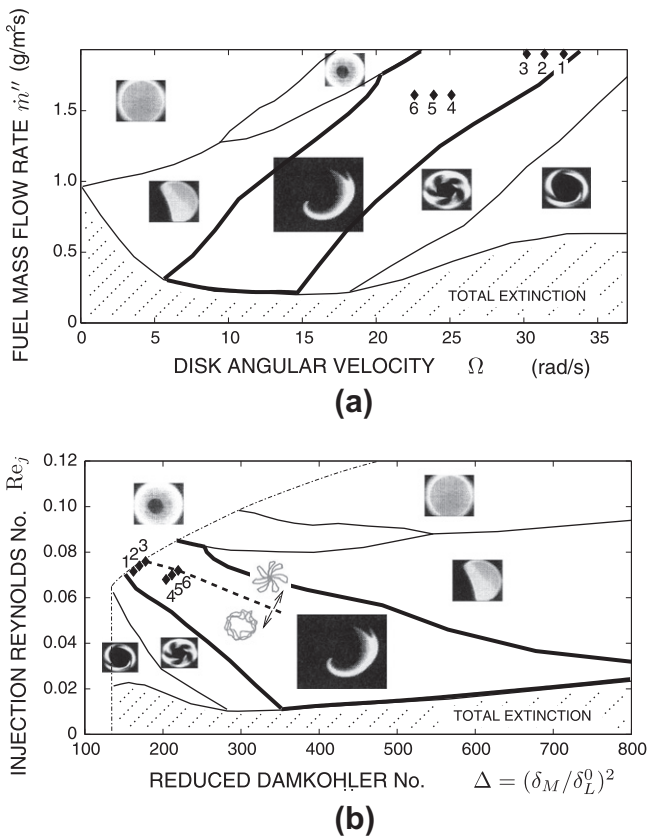 (a)
FUEL MASS FLOW RATE ṁ″ (g/m²s)
1.5
1.0
0.5
0
3 2 1
6 5 4
TOTAL EXTINCTION
0 5 10 15 20 25 30 35
DISK ANGULAR VELOCITY Ω (rad/s)
(a)
INJECTION REYNOLDS No. Reⱼ
0.12
0.10
0.08
0.06
0.04
0.02
0
123
456
TOTAL EXTINCTION
100 200 300 400 500 600 700 800
REDUCED DAMKOHLER No. Δ = (δ_M/δ_L^0)^2
(b)